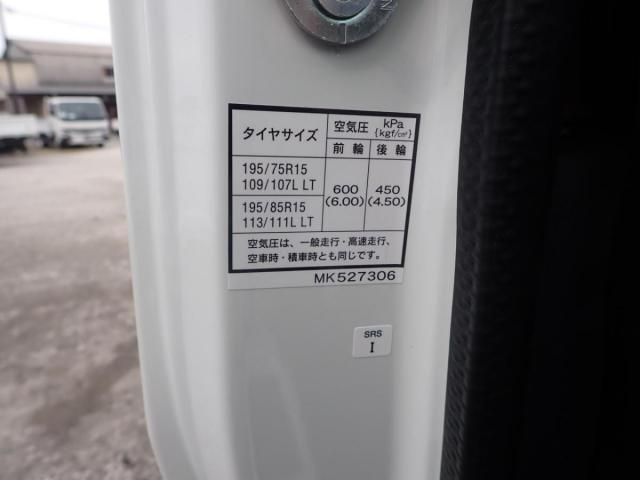 タイヤサイズ 空気圧 kPa {kgf/cm²}
前輪 後輪
195/75R15
109/107L LT
600 450
(6.00) (4.50)
195/85R15
113/111L LT
空気圧は、一般走行・高速走行、
空車時・積車時とも同じです。
MK527306
SRS
I